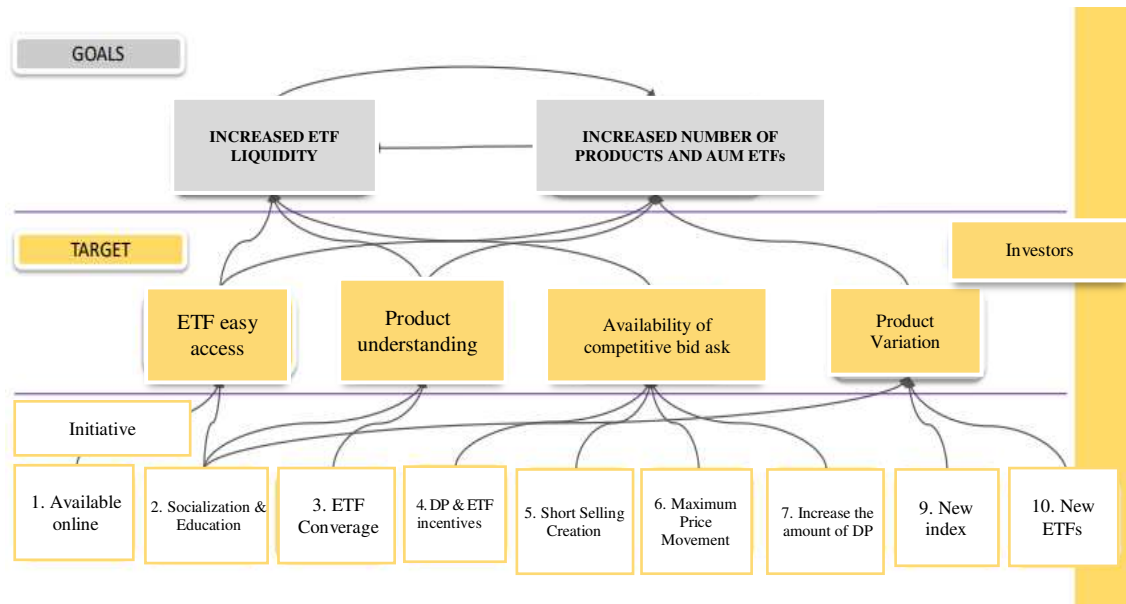 GOALS
INCREASED ETF
LIQUIDITY
INCREASED NUMBER OF
PRODUCTS AND AUM ETFs
TARGET
Investors
ETF easy
access
Product
understanding
Availability of
competitive bid ask
Product
Variation
Initiative
1. Available
online
2. Socialization &
Education
3. ETF
Converage
4. DP & ETF
incentives
5. Short Selling
Creation
6. Maximum
Price
Movement
7. Increase the
amount of DP
9. New
index
10. New
ETFs